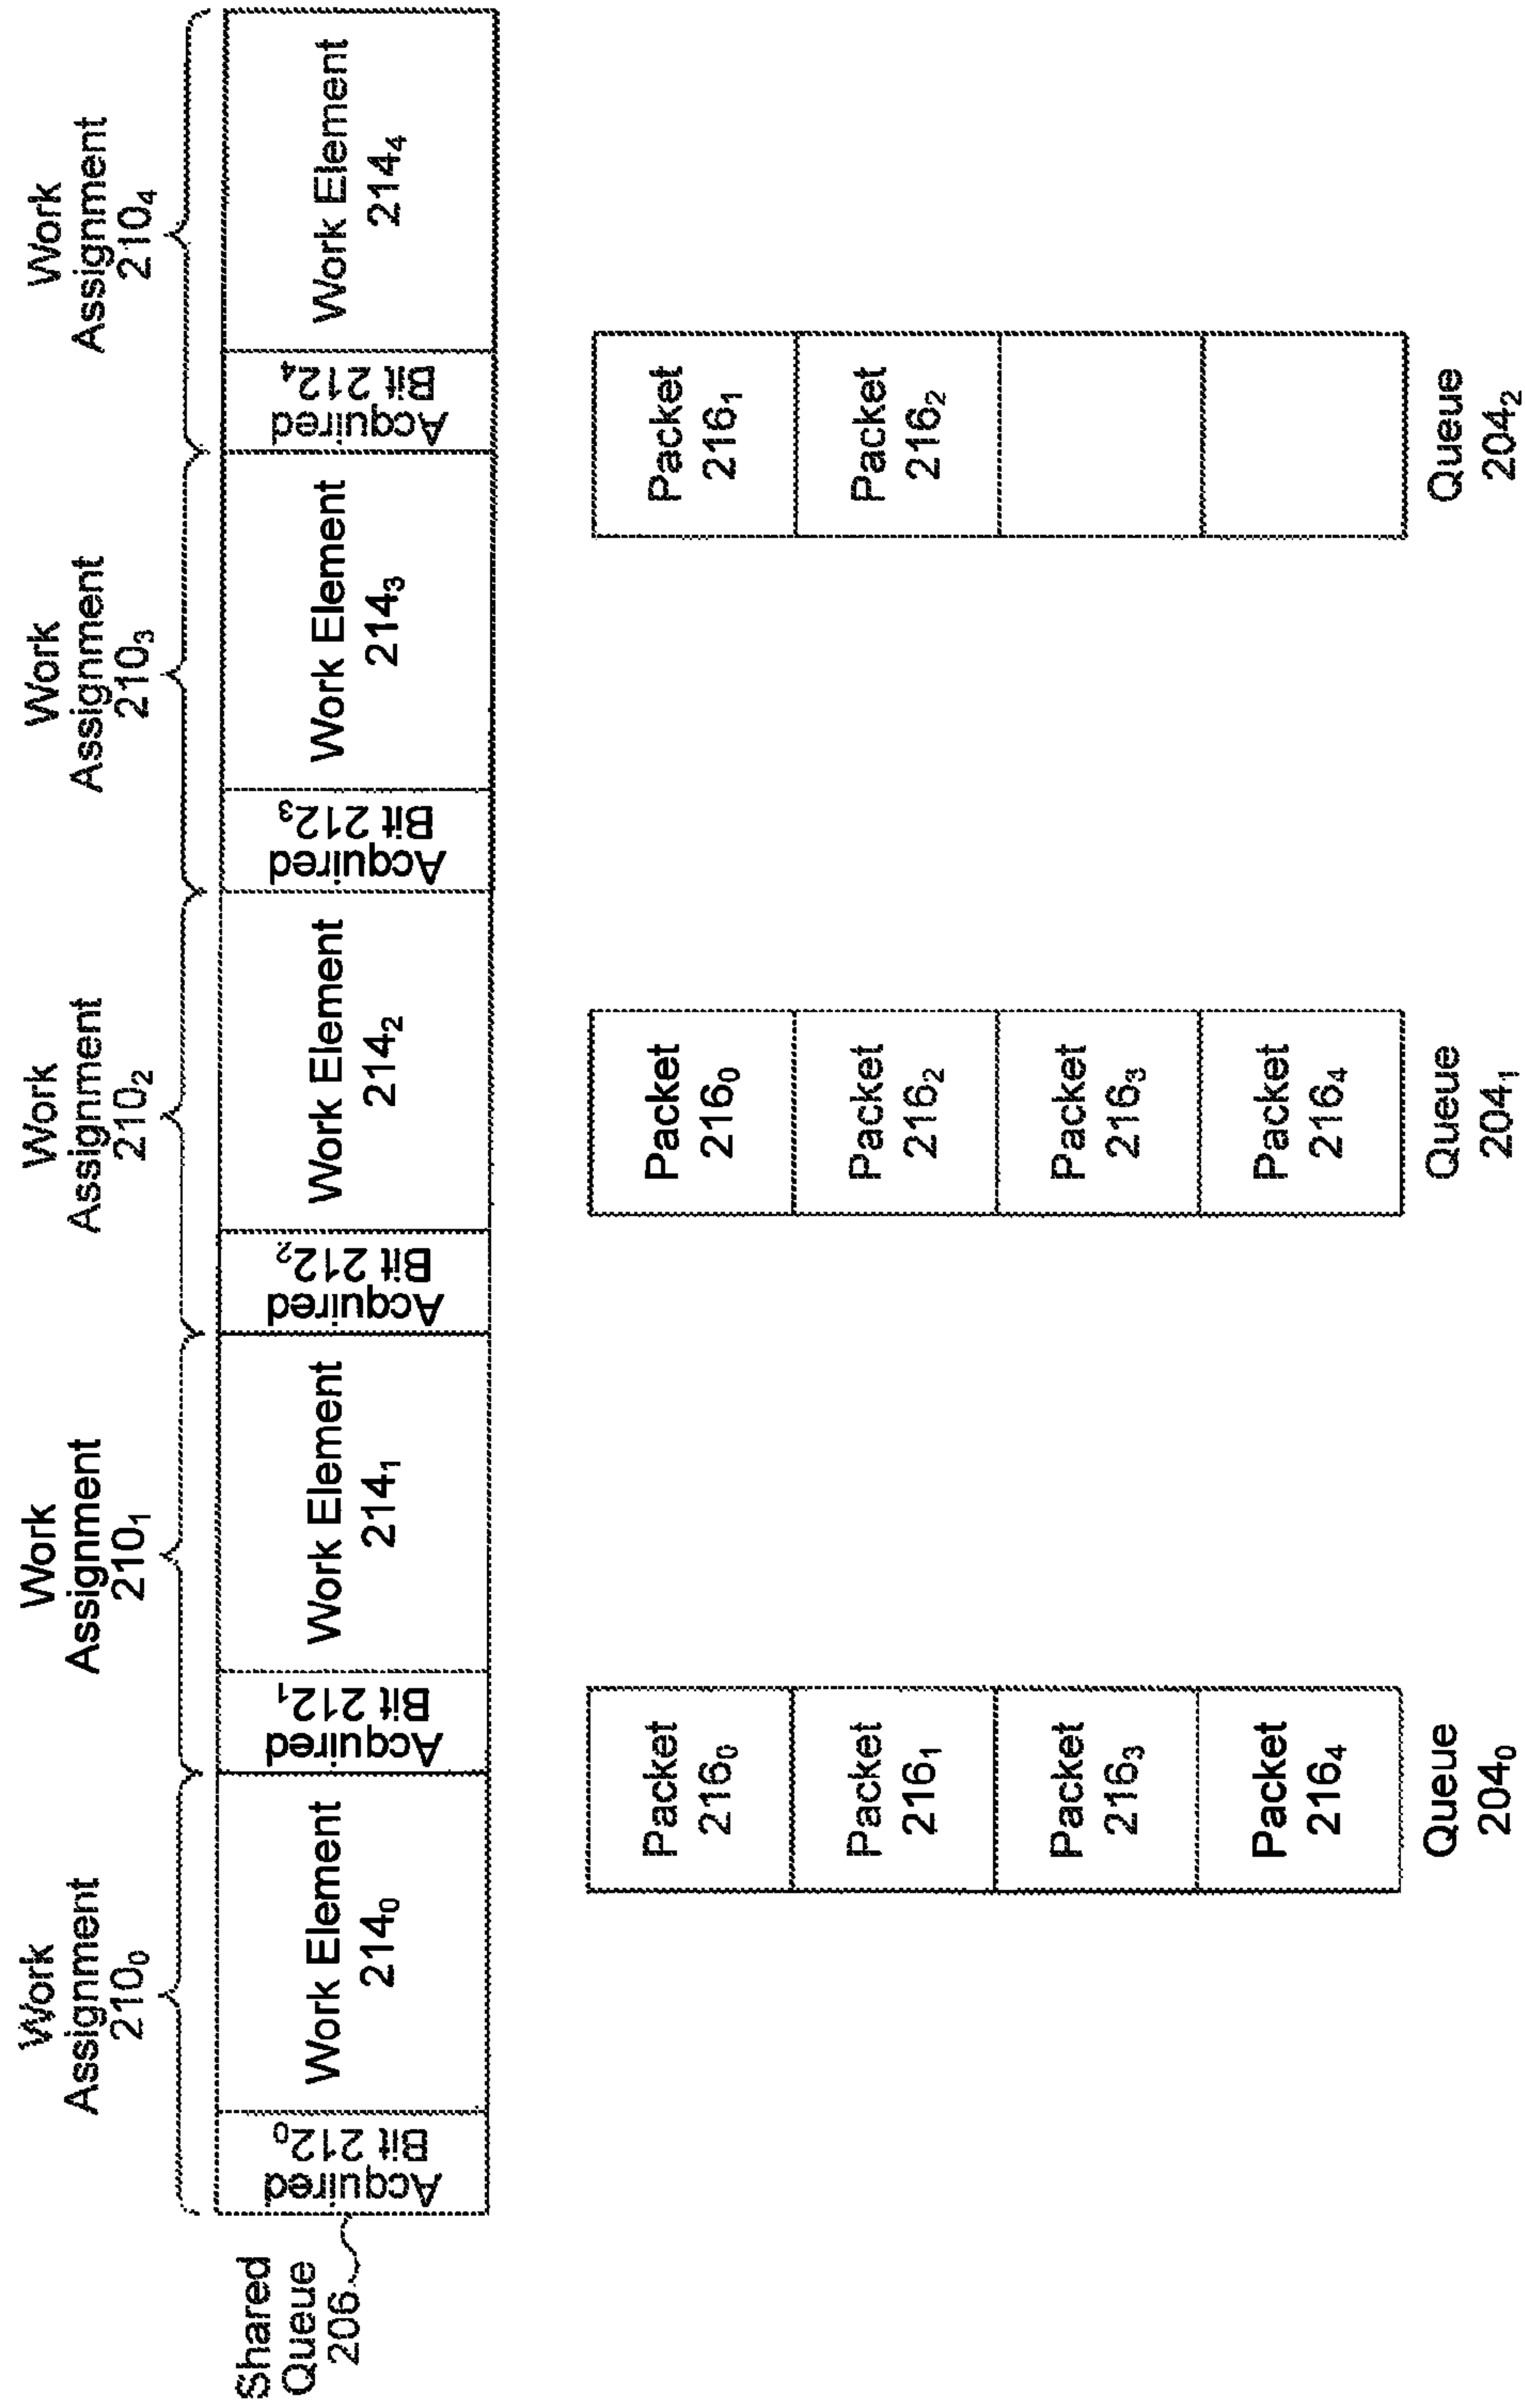 Work
Assignment
210₀
Work
Assignment
210₁
Work
Assignment
210₂
Work
Assignment
210₃
Work
Assignment
210₄
Shared
Queue
206
Acquired
Bit 212₀
Work Element
214₀
Acquired
Bit 212₁
Work Element
214₁
Acquired
Bit 212₂
Work Element
214₂
Acquired
Bit 212₃
Work Element
214₃
Acquired
Bit 212₄
Work Element
214₄
Packet
216₀
Packet
216₁
Packet
216₃
Packet
216₄
Queue
204₀
Packet
216₀
Packet
216₂
Packet
216₃
Packet
216₄
Queue
204₁
Packet
216₁
Packet
216₂
Queue
204₂